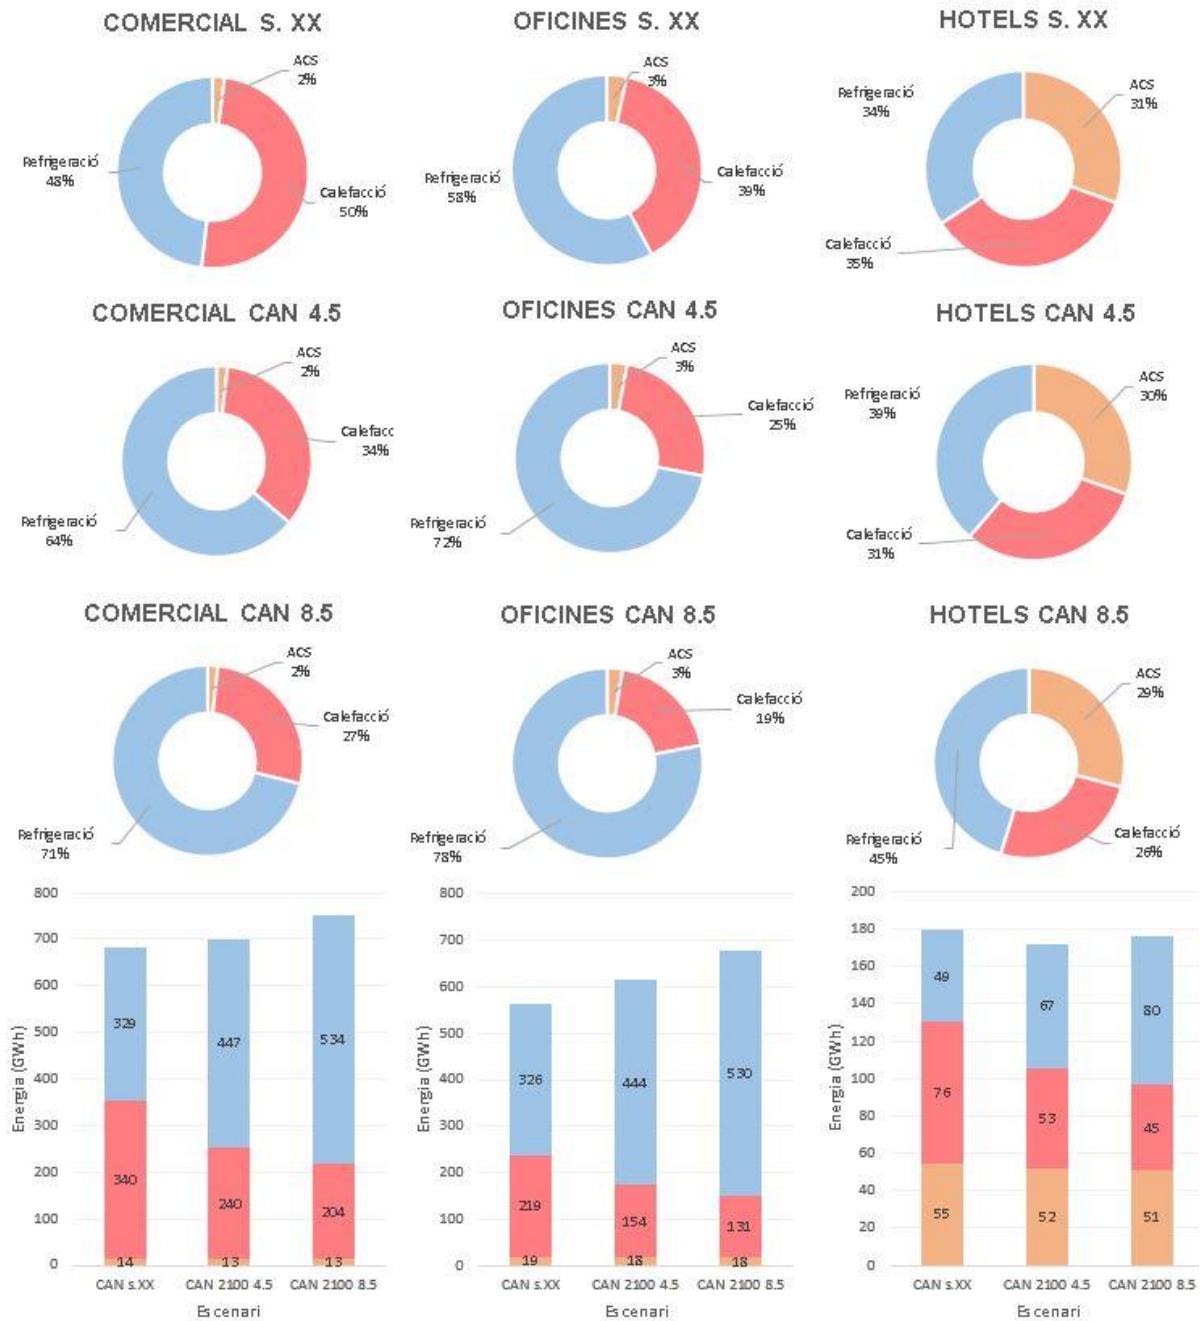 COMERCIAL S. XX
ACS
2%
Refrigeració
48%
Calefacció
50%
OFICINES S. XX
ACS
3%
Refrigeració
58%
Calefacció
39%
HOTELS S. XX
Refrigeració
34%
ACS
31%
Calefacció
35%
COMERCIAL CAN 4.5
ACS
2%
Calefacc
34%
Refrigeració
64%
OFICINES CAN 4.5
ACS
3%
Calefacció
25%
Refrigeració
72%
HOTELS CAN 4.5
Refrigeració
39%
ACS
30%
Calefacció
31%
COMERCIAL CAN 8.5
ACS
2%
Calefacció
27%
Refrigeració
71%
OFICINES CAN 8.5
ACS
3%
Calefacció
19%
Refrigeració
78%
HOTELS CAN 8.5
ACS
29%
Refrigeració
45%
Calefacció
26%
Energia (GWh)
800
700
600
500
400
300
200
100
0
329
447
534
340
240
204
14
13
13
CAN s.XX
CAN 2100 4.5
CAN 2100 8.5
Escenari
Energia (GWh)
800
700
600
500
400
300
200
100
0
326
444
530
219
154
131
19
18
18
CAN s.XX
CAN 2100 4.5
CAN 2100 8.5
Escenari
Energia (GWh)
200
180
160
140
120
100
80
60
40
20
0
49
67
80
76
53
45
55
52
51
CAN s.XX
CAN 2100 4.5
CAN 2100 8.5
Escenari